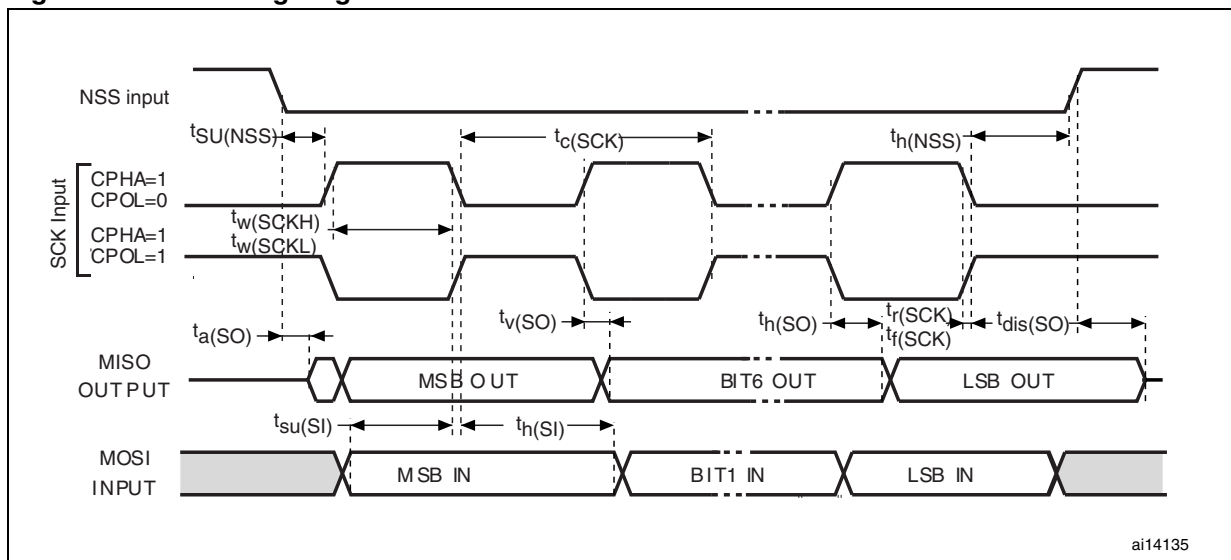 NSS input
tSU(NSS)
tc(SCK)
th(NSS)
SCK Input
CPHA=1
CPOL=0
tw(SCKH)
tw(SCKL)
CPHA=1
CPOL=1
ta(SO)
tv(SO)
th(SO)
tr(SCK)
tf(SCK)
tdis(SO)
MISO
OUTPUT
MSB OUT
BIT6 OUT
LSB OUT
tsu(SI)
th(SI)
MOSI
INPUT
MSB IN
BIT1 IN
LSB IN
ai14135